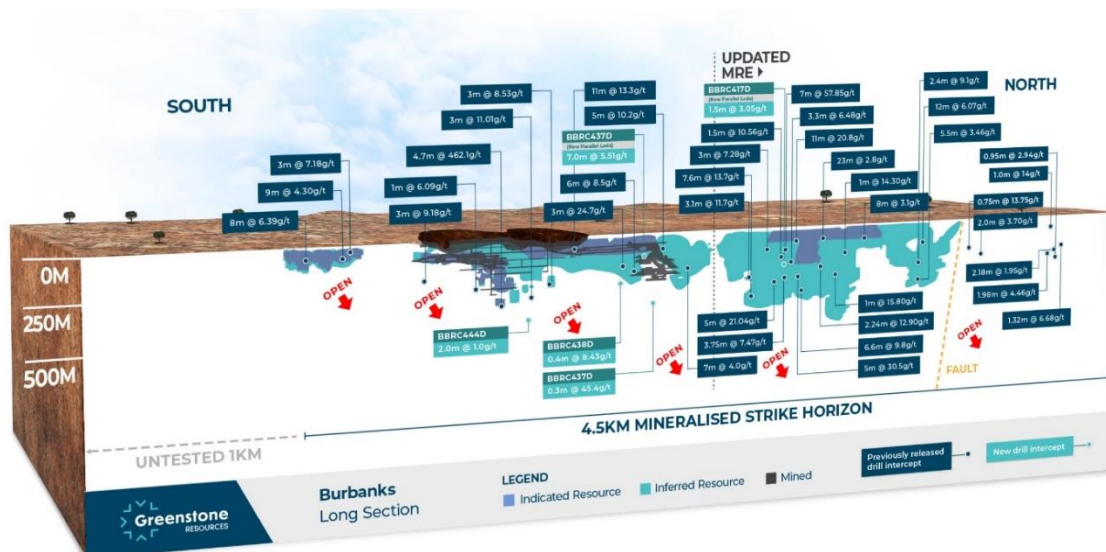 SOUTH
UPDATED
MRE
NORTH
3m @ 8.53g/t
3m @ 11.01g/t
11m @ 13.3g/t
5m @ 10.2g/t
BBRC437D
(New Parallel Lode)
7.0m @ 5.51g/t
4.7m @ 462.1g/t
1m @ 6.09g/t
3m @ 9.18g/t
6m @ 8.5g/t
3m @ 24.7g/t
3m @ 7.18g/t
9m @ 4.30g/t
8m @ 6.39g/t
BBRC417D
(New Parallel Lode)
1.5m @ 3.05g/t
1.5m @ 10.56g/t
3m @ 7.28g/t
7.6m @ 13.7g/t
3.1m @ 11.7g/t
7m @ 57.85g/t
3.3m @ 6.48g/t
11m @ 20.8g/t
23m @ 2.8g/t
1m @ 14.30g/t
8m @ 3.1g/t
2.4m @ 9.1g/t
12m @ 6.07g/t
5.5m @ 3.46g/t
0.95m @ 2.94g/t
1.0m @ 14g/t
0.75m @ 13.75g/t
2.0m @ 3.70g/t
2.18m @ 1.95g/t
1.98m @ 4.46g/t
1.32m @ 6.68g/t
0M
250M
500M
OPEN
OPEN
OPEN
OPEN
OPEN
OPEN
BBRC444D
2.0m @ 1.0g/t
BBRC438D
0.4m @ 8.43g/t
BBRC437D
0.3m @ 45.4g/t
5m @ 21.04g/t
3.75m @ 7.47g/t
7m @ 4.0g/t
1m @ 15.80g/t
2.24m @ 12.90g/t
6.6m @ 9.8g/t
5m @ 30.5g/t
FAULT
4.5KM MINERALISED STRIKE HORIZON
UNTESTED 1KM
Greenstone
RESOURCES
Burbanks
Long Section
LEGEND
Indicated Resource
Inferred Resource
Mined
Previously released
drill intercept
New drill intercept